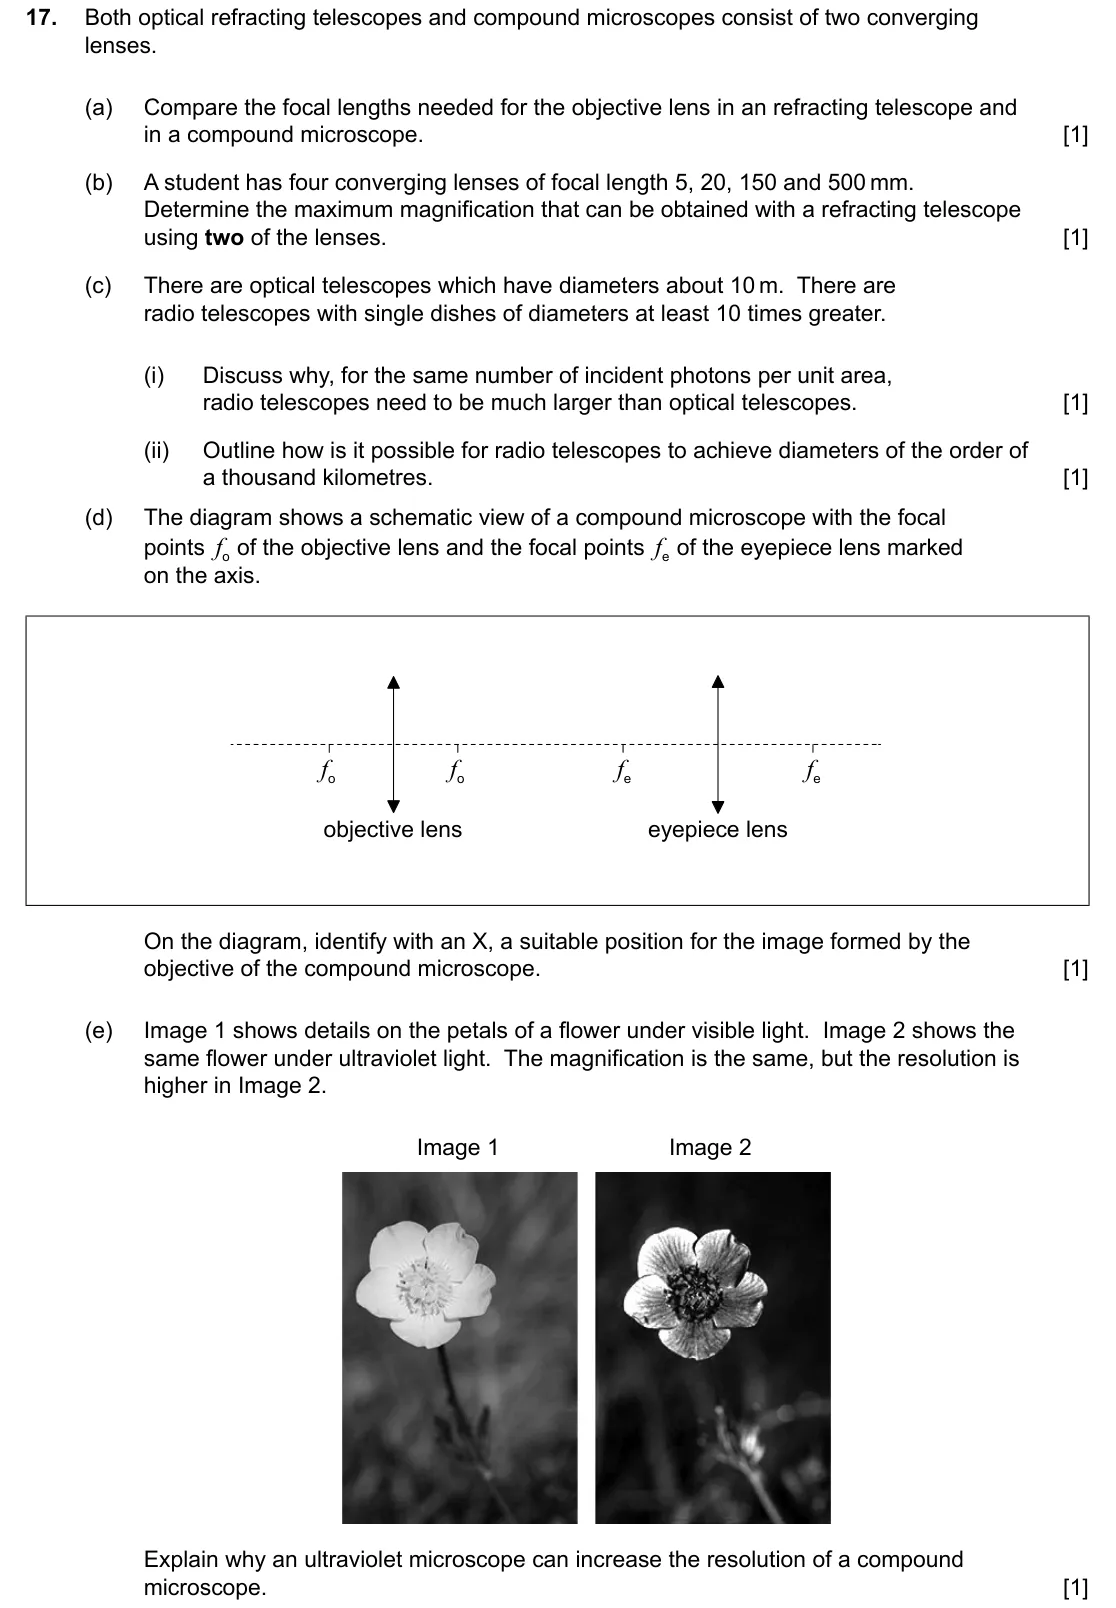 17. Both optical refracting telescopes and compound microscopes consist of two converging
lenses.
(a) Compare the focal lengths needed for the objective lens in an refracting telescope and
in a compound microscope. [1]
(b) A student has four converging lenses of focal length 5, 20, 150 and 500 mm.
Determine the maximum magnification that can be obtained with a refracting telescope
using two of the lenses. [1]
(c) There are optical telescopes which have diameters about 10 m. There are
radio telescopes with single dishes of diameters at least 10 times greater.
(i) Discuss why, for the same number of incident photons per unit area,
radio telescopes need to be much larger than optical telescopes. [1]
(ii) Outline how is it possible for radio telescopes to achieve diameters of the order of
a thousand kilometres. [1]
(d) The diagram shows a schematic view of a compound microscope with the focal
points fo of the objective lens and the focal points fe of the eyepiece lens marked
on the axis.
fo fo fe fe
objective lens eyepiece lens
On the diagram, identify with an X, a suitable position for the image formed by the
objective of the compound microscope. [1]
(e) Image 1 shows details on the petals of a flower under visible light. Image 2 shows the
same flower under ultraviolet light. The magnification is the same, but the resolution is
higher in Image 2.
Image 1 Image 2
Explain why an ultraviolet microscope can increase the resolution of a compound
microscope. [1]